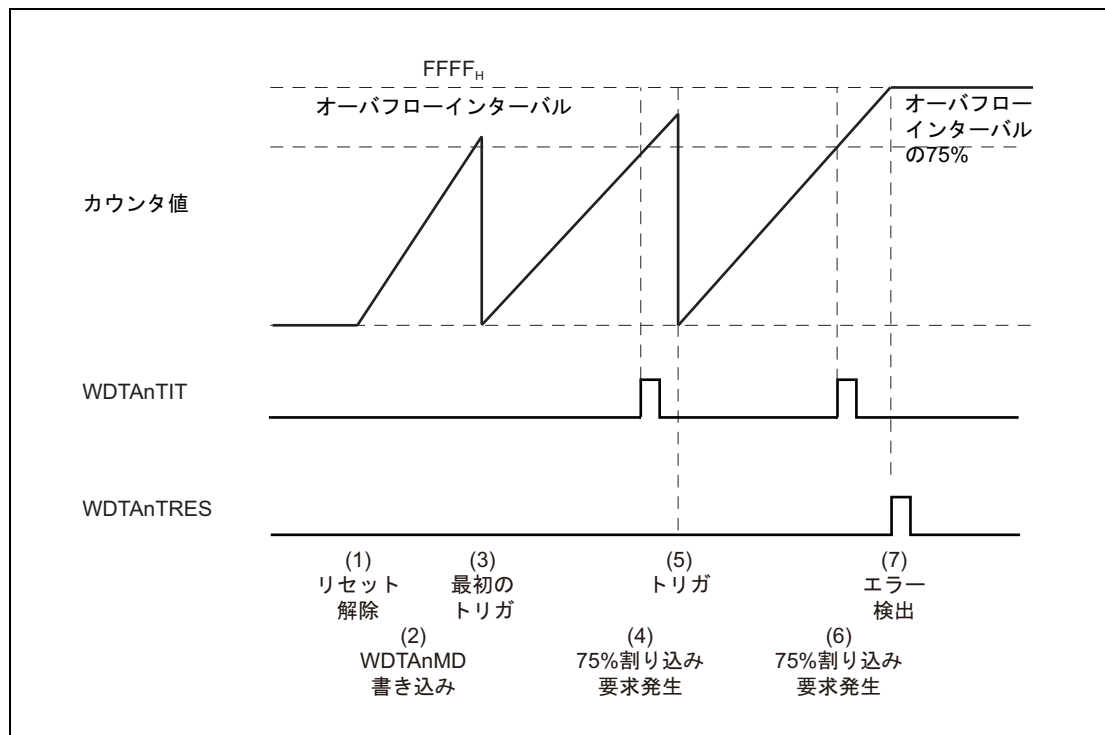 FFFFH
オーバフローインターバル
オーバフロー
インターバル
の75%
カウンタ値
WDTAnTIT
WDTAnTRES
(1)
リセット
解除
(2)
WDTAnMD
書き込み
(3)
最初の
トリガ
(4)
75%割り込み
要求発生
(5)
トリガ
(6)
75%割り込み
要求発生
(7)
エラー
検出